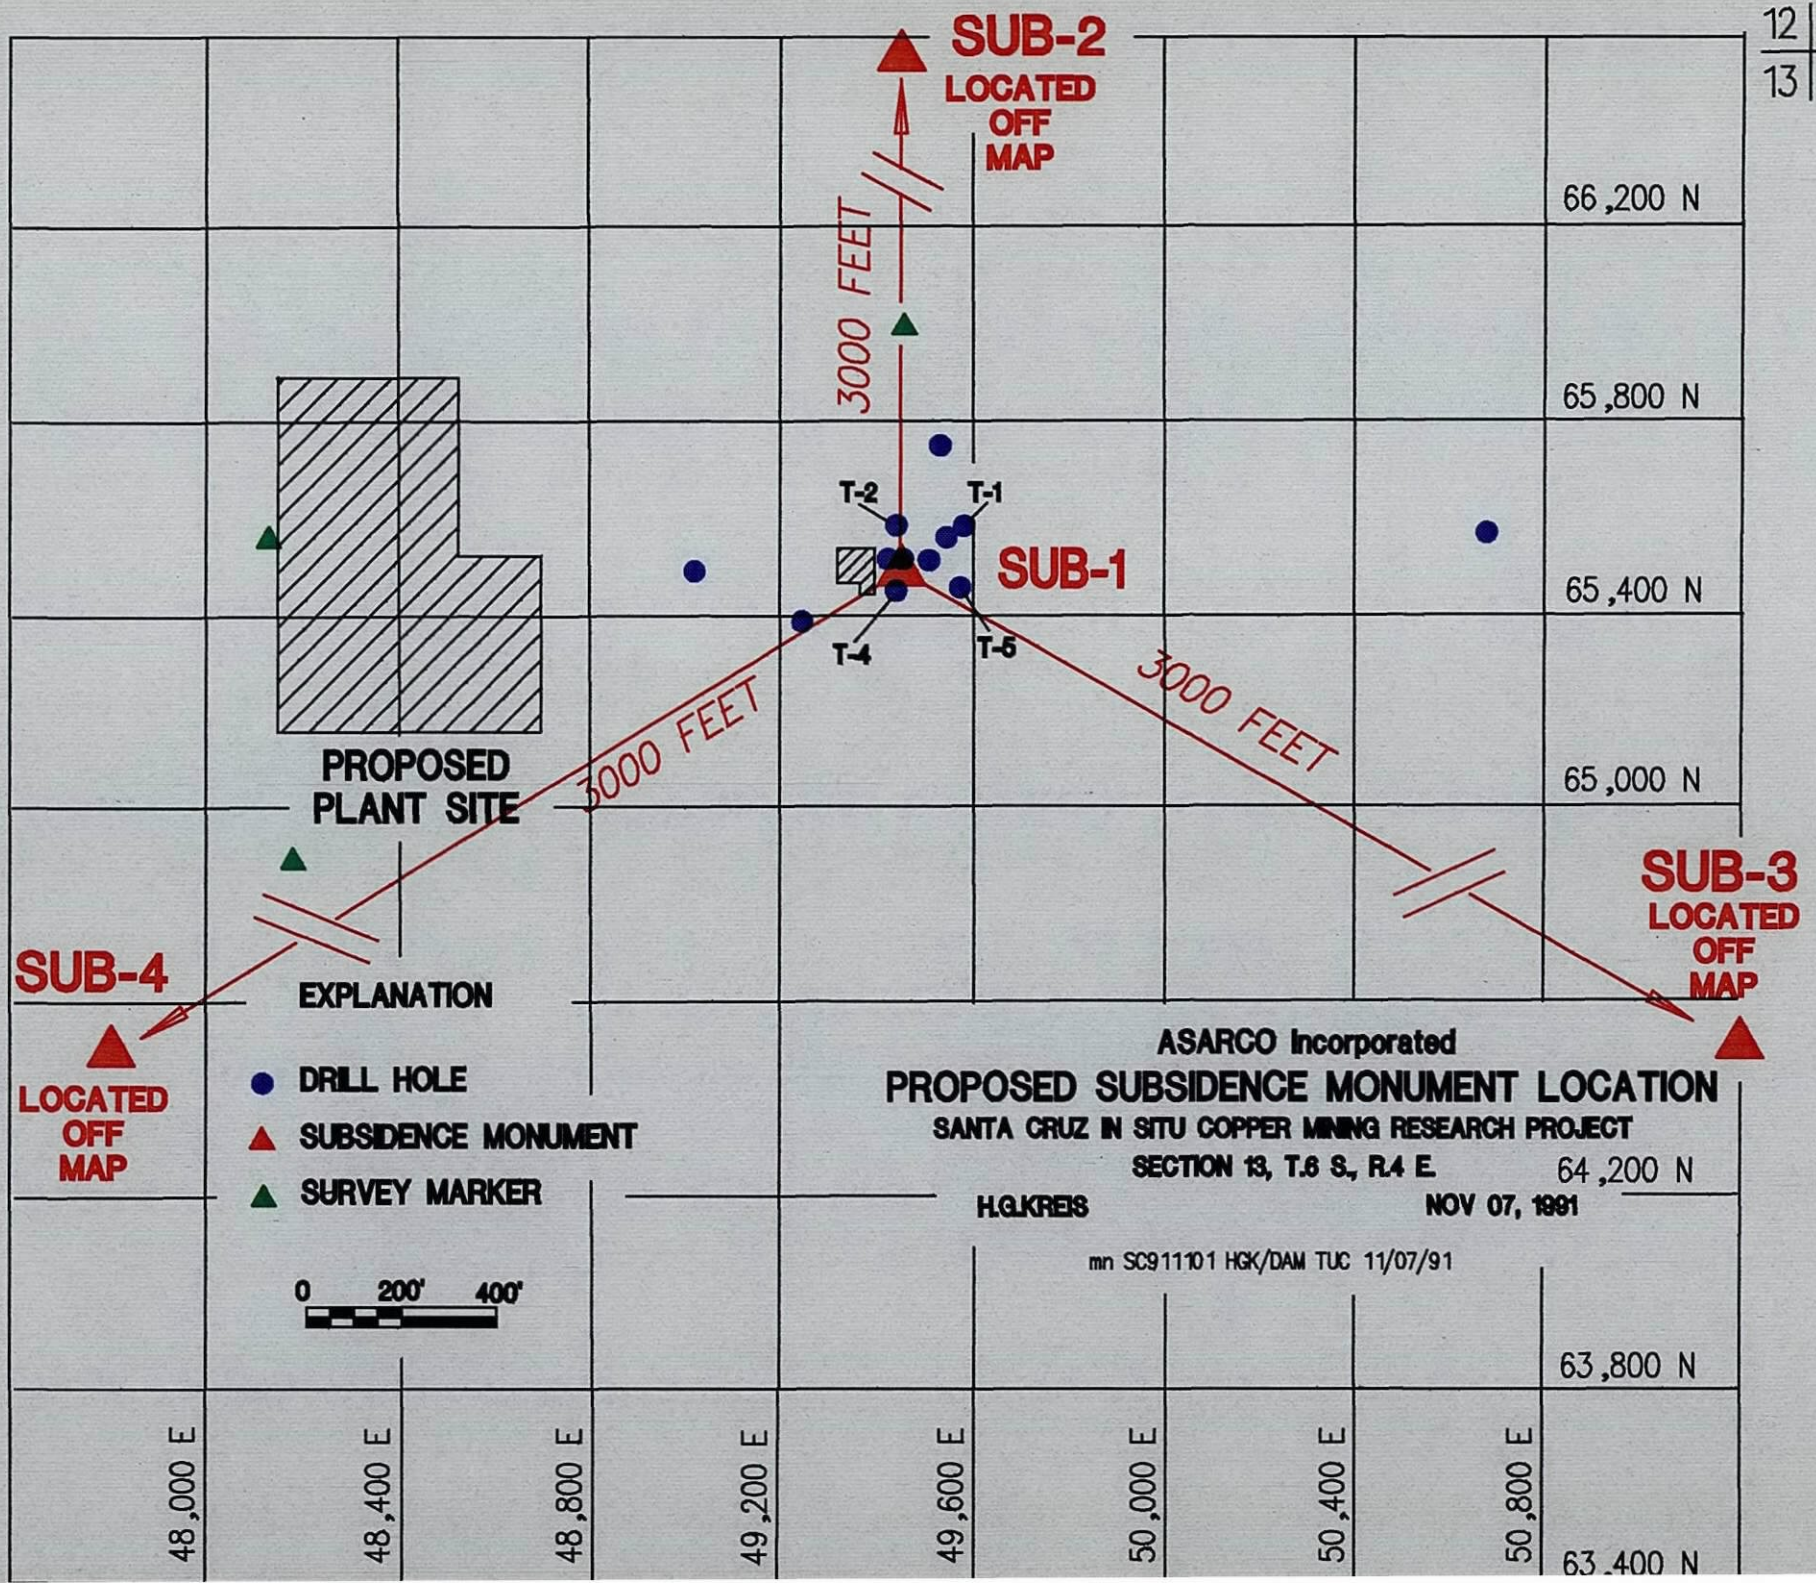 12
13
SUB-2
LOCATED
OFF
MAP
66,200 N
3000 FEET
65,800 N
T-2
T-1
SUB-1
65,400 N
T-4
T-5
3000 FEET
3000 FEET
PROPOSED
PLANT SITE
65,000 N
SUB-3
LOCATED
OFF
MAP
SUB-4
LOCATED
OFF
MAP
EXPLANATION
DRILL HOLE
SUBSIDENCE MONUMENT
SURVEY MARKER
0 200' 400'
ASARCO Incorporated
PROPOSED SUBSIDENCE MONUMENT LOCATION
SANTA CRUZ IN SITU COPPER MINING RESEARCH PROJECT
SECTION 13, T.6 S., R.4 E.
64,200 N
H.G.KREIS NOV 07, 1991
mn SC911101 HGK/DAM TUC 11/07/91
63,800 N
48,000 E
48,400 E
48,800 E
49,200 E
49,600 E
50,000 E
50,400 E
50,800 E
63,400 N